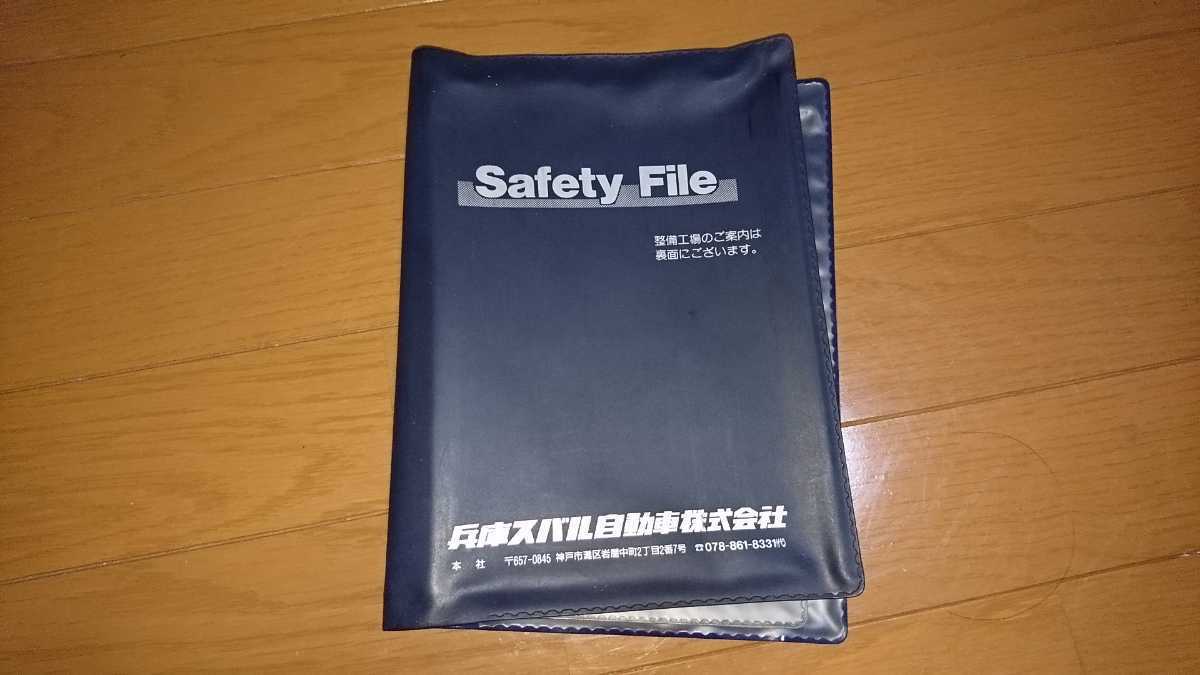 Safety File
整備工場のご案内は
裏面にございます。
兵庫スバル自動車株式会社
本 社 〒657-0845 神戸市灘区岩屋中町2丁目2番7号 ☎078-861-8331㈹